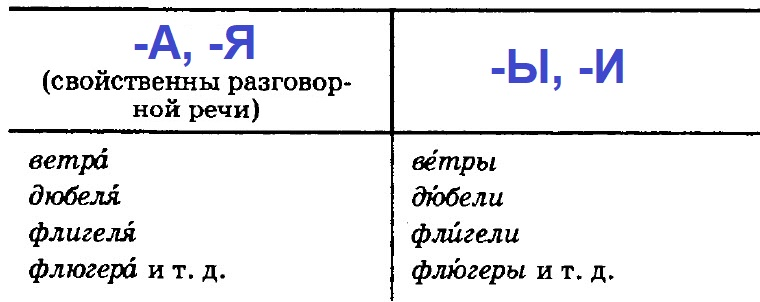 -А, -Я
(свойственны разговор-
ной речи)
-Ы, -И
ветра́ ве́тры
дюбеля́ дю́бели
флигеля́ фли́гели
флюгера́ и т. д. флю́геры и т. д.